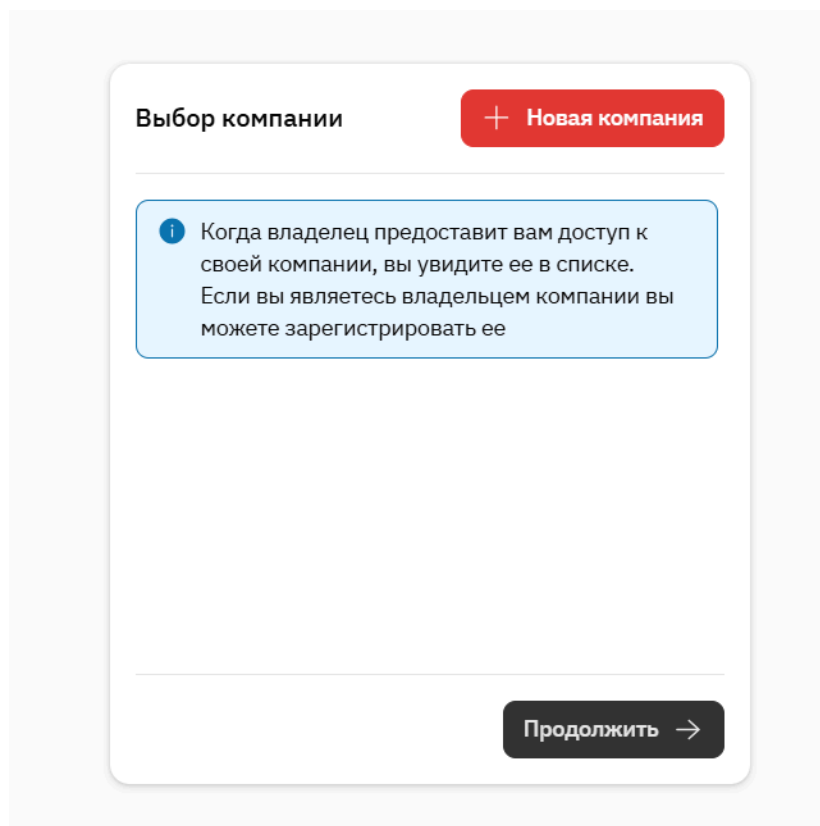 Выбор компании
Новая компания
Когда владелец предоставит вам доступ к
своей компании, вы увидите ее в списке.
Если вы являетесь владельцем компании вы
можете зарегистрировать ее
Продолжить